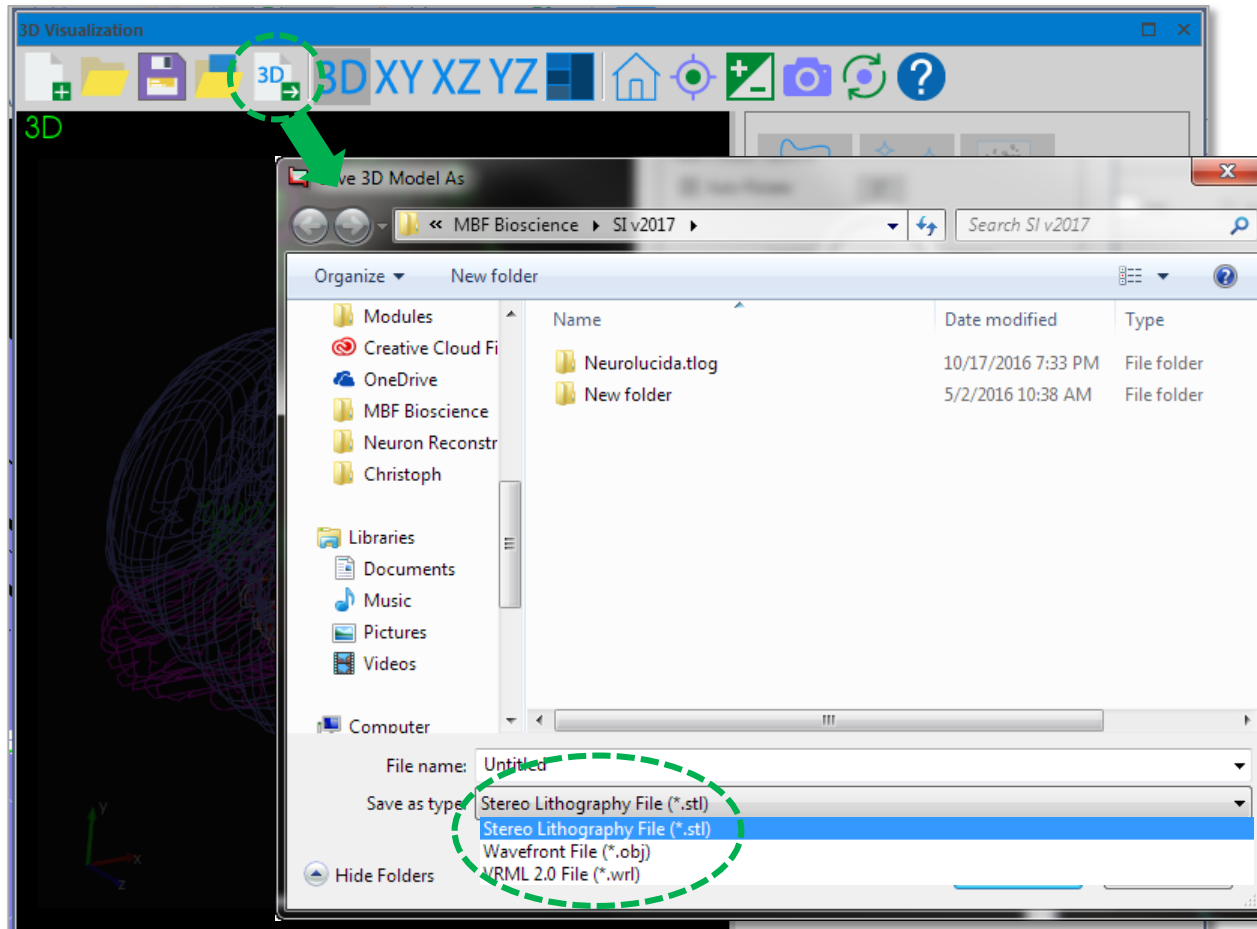 3D Visualization
3D 3D XY XZ YZ ?
3D
Save 3D Model As
« MBF Bioscience SI v2017 Search SI v2017
Organize New folder ?
Modules
Creative Cloud Fi
OneDrive
MBF Bioscience
Neuron Reconstr
Christoph
Libraries
Documents
Music
Pictures
Videos
Computer
Name Date modified Type
Neurolucida.tlog 10/17/2016 7:33 PM File folder
New folder 5/2/2016 10:38 AM File folder
File name: Untitled
Save as type: Stereo Lithography File (*.stl)
Stereo Lithography File (*.stl)
Wavefront File (*.obj)
VRML 2.0 File (*.wrl)
Hide Folders
y
x
z